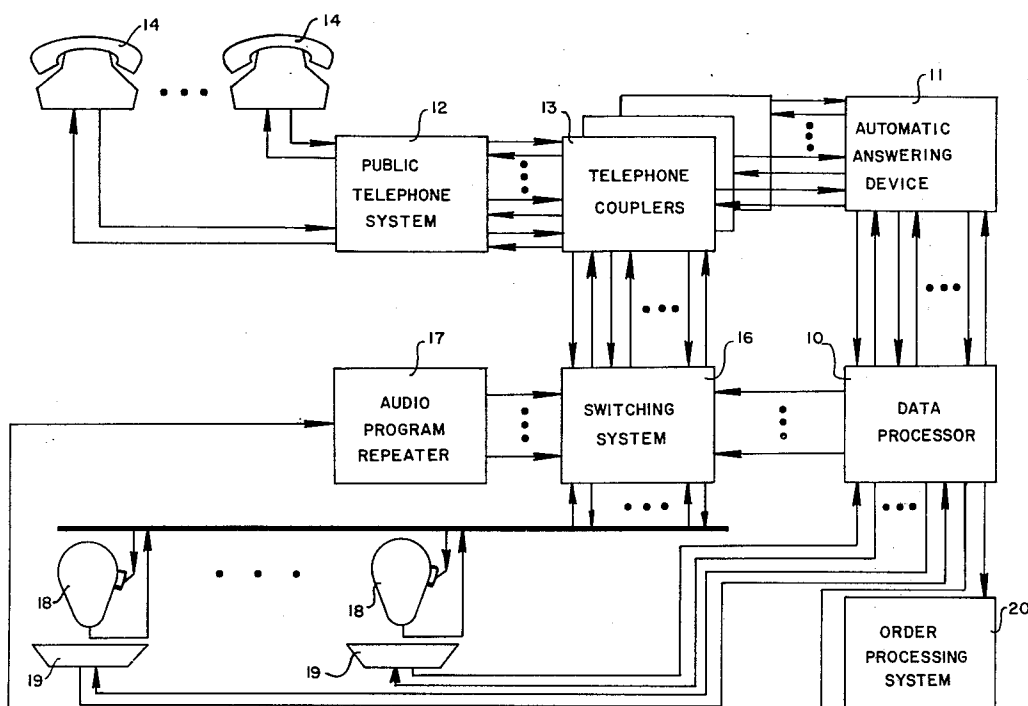 14
14
12
PUBLIC
TELEPHONE
SYSTEM
13
TELEPHONE
COUPLERS
11
AUTOMATIC
ANSWERING
DEVICE
17
AUDIO
PROGRAM
REPEATER
16
SWITCHING
SYSTEM
10
DATA
PROCESSOR
18
18
19
19
20
ORDER
PROCESSING
SYSTEM